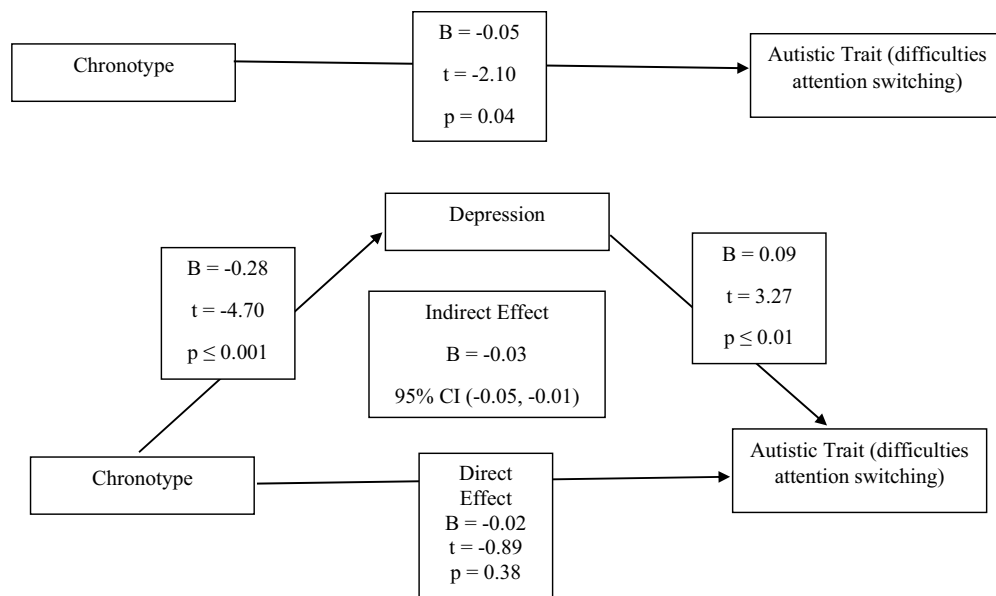 Chronotype
B = -0.05
t = -2.10
p = 0.04
Autistic Trait (difficulties
attention switching)
Depression
B = -0.28
t = -4.70
p ≤ 0.001
Indirect Effect
B = -0.03
95% CI (-0.05, -0.01)
B = 0.09
t = 3.27
p ≤ 0.01
Chronotype
Direct
Effect
B = -0.02
t = -0.89
p = 0.38
Autistic Trait (difficulties
attention switching)